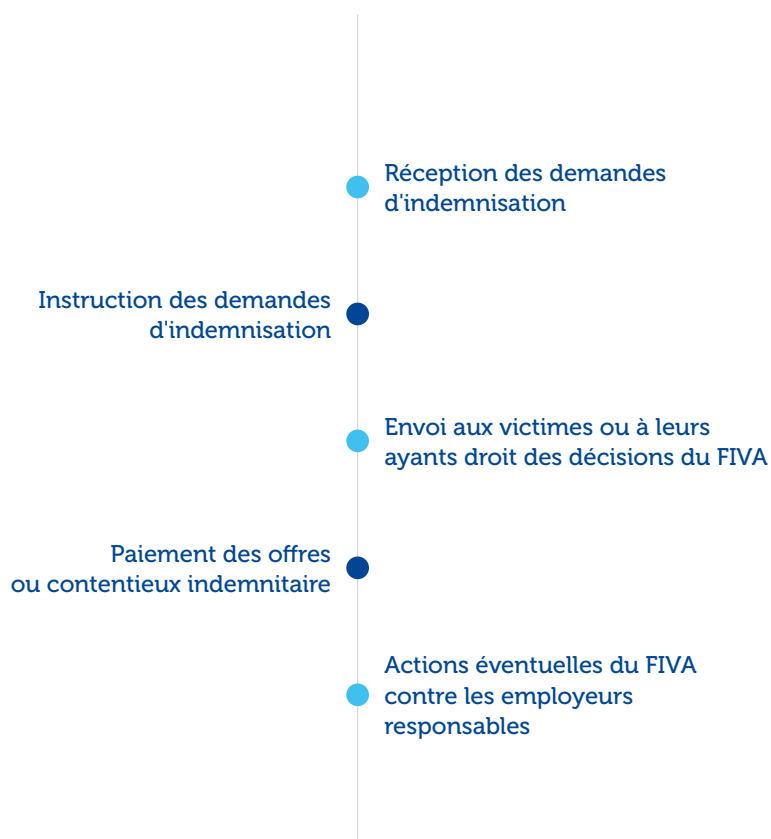 Réception des demandes
d'indemnisation
Instruction des demandes
d'indemnisation
Envoi aux victimes ou à leurs
ayants droit des décisions du FIVA
Paiement des offres
ou contentieux indemnitaire
Actions éventuelles du FIVA
contre les employeurs
responsables